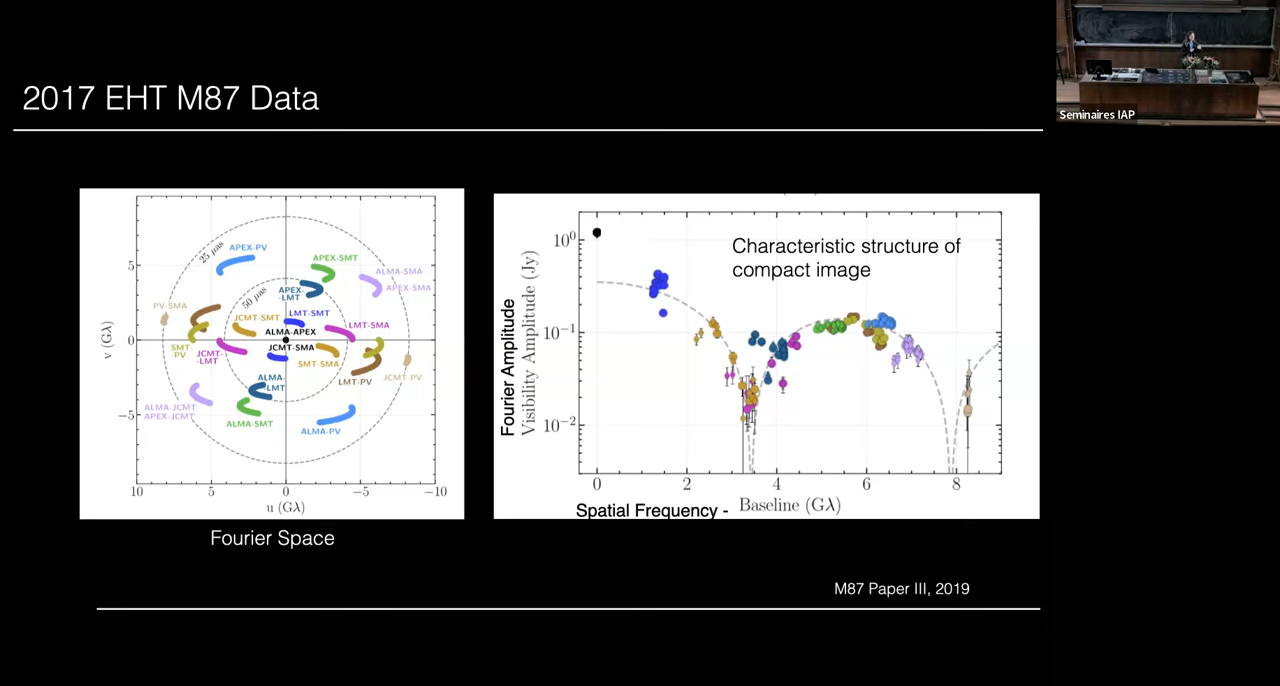 2017 EHT M87 Data
Seminaires IAP
APEX-PV
25 μas
APEX-SMT
ALMA-SMA
APEX-SMA
APEX
-LMT
50 μas
PV-SMA
JCMT-SMT
LMT-SMT
LMT-SMA
ALMA-APEX
SMT-
PV
JCMT-
LMT
JCMT-SMA
SMT-SMA
LMT-PV
JCMT-PV
ALMA-
LMT
ALMA-JCMT
APEX-JCMT
ALMA-SMT
ALMA-PV
5
0
−5
v (Gλ)
10 5 0 −5 −10
u (Gλ)
Fourier Space
Characteristic structure of
compact image
Fourier Amplitude
Visibility Amplitude (Jy)
10⁰
10⁻¹
10⁻²
0 2 4 6 8
Spatial Frequency - Baseline (Gλ)
M87 Paper III, 2019